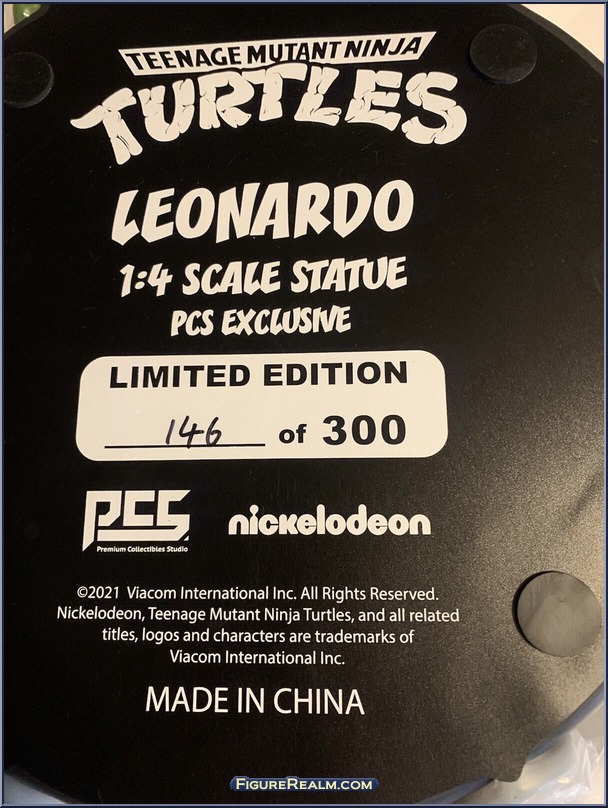 TEENAGE MUTANT NINJA
TURTLES
LEONARDO
1:4 SCALE STATUE
PCS EXCLUSIVE
LIMITED EDITION
146 of 300
PCS
Premium Collectibles Studio
nickelodeon
©2021 Viacom International Inc. All Rights Reserved.
Nickelodeon, Teenage Mutant Ninja Turtles, and all related
titles, logos and characters are trademarks of
Viacom International Inc.
MADE IN CHINA
FIGUREREALM.COM